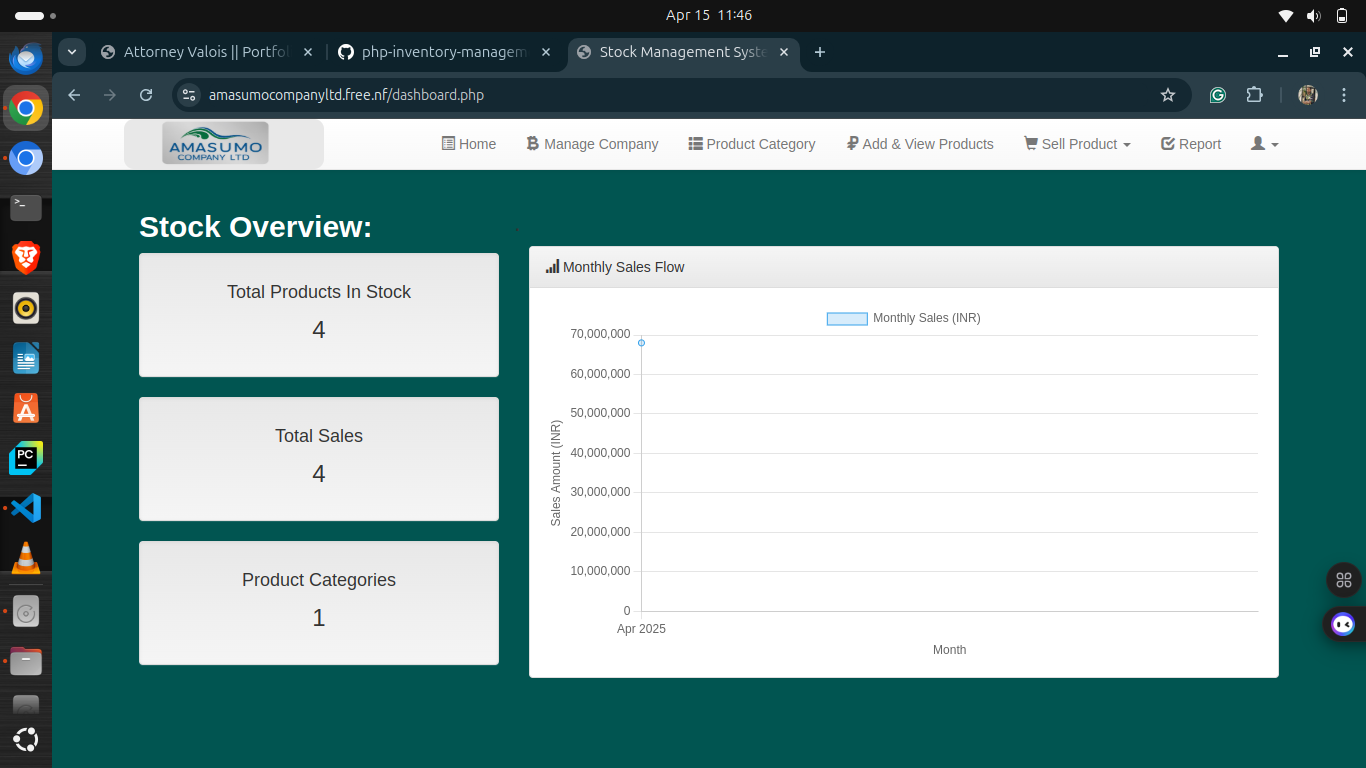 Apr 15 11:46
Attorney Valois || Portfol
php-inventory-managem
Stock Management Syste
amasumocompanyltd.free.nf/dashboard.php
AMASUMO
COMPANY LTD
Home
Manage Company
Product Category
Add & View Products
Sell Product
Report
Stock Overview:
Total Products In Stock
4
Total Sales
4
Product Categories
1
Monthly Sales Flow
Monthly Sales (INR)
70,000,000
60,000,000
50,000,000
40,000,000
30,000,000
20,000,000
10,000,000
0
Sales Amount (INR)
Apr 2025
Month
PC